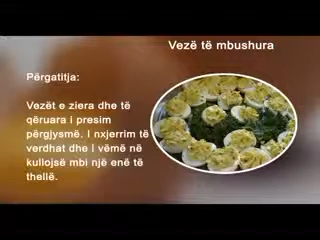 Vezë të mbushura
Përgatitja:
Vezët e ziera dhe të
qëruara i presim
përgjysmë. I nxjerrim të
verdhat dhe i vëmë në
kullojsë mbi një enë të
thellë.